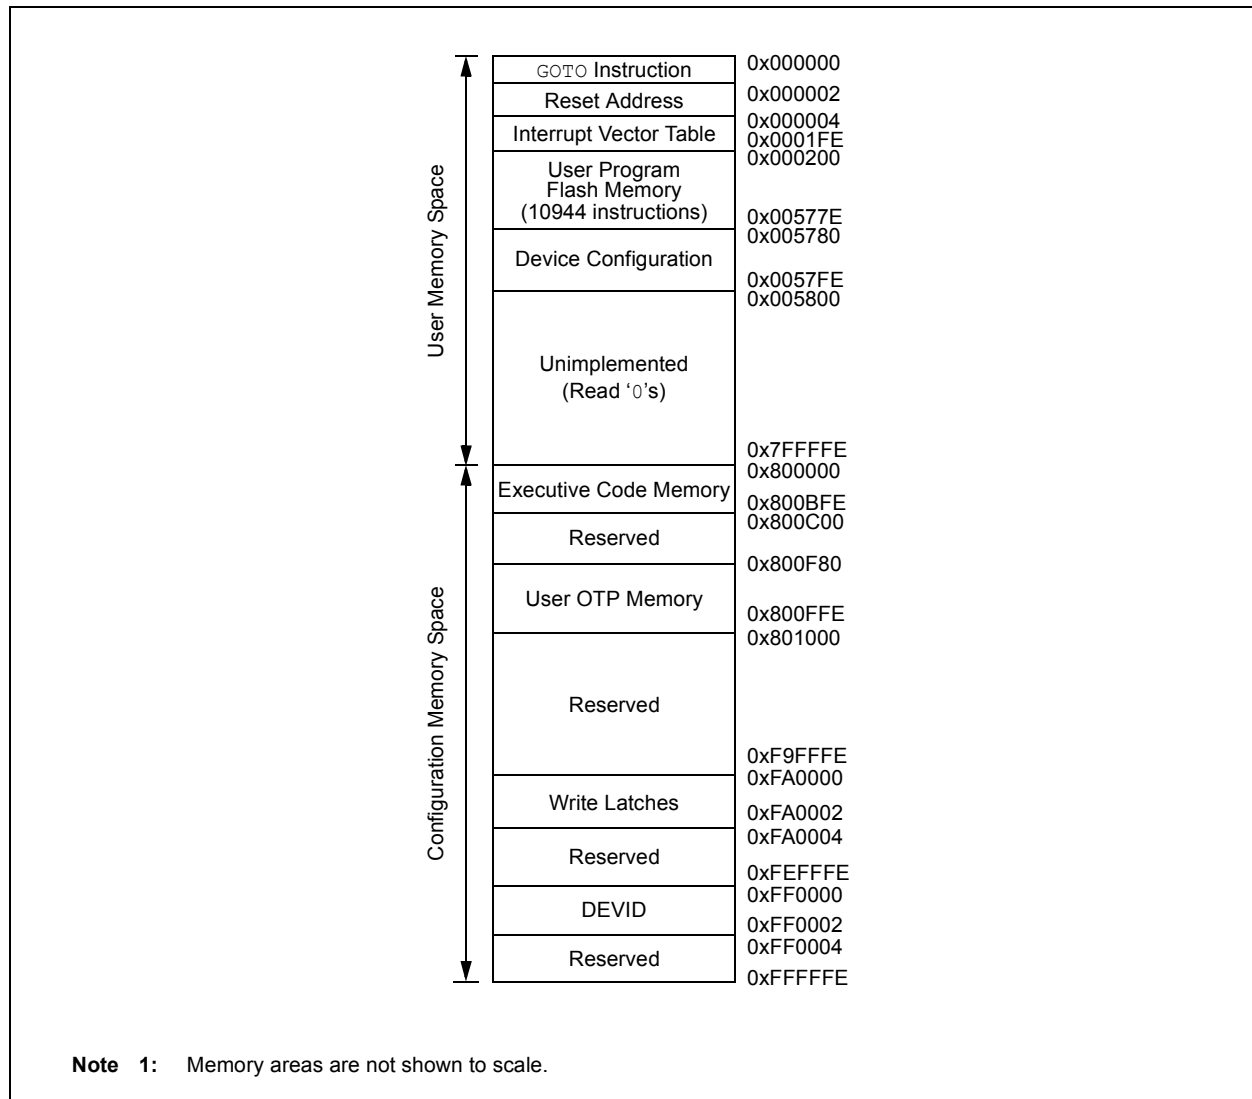 GOTO Instruction
0x000000
Reset Address
0x000002
Interrupt Vector Table
0x000004
0x0001FE
User Program
Flash Memory
(10944 instructions)
0x000200
0x00577E
Device Configuration
0x005780
0x0057FE
Unimplemented
(Read ‘0’s)
0x005800
0x7FFFFE
User Memory Space
Executive Code Memory
0x800000
0x800BFE
Reserved
0x800C00
User OTP Memory
0x800F80
0x800FFE
Reserved
0x801000
0xF9FFFE
Write Latches
0xFA0000
0xFA0002
Reserved
0xFA0004
0xFEFFFE
DEVID
0xFF0000
0xFF0002
Reserved
0xFF0004
0xFFFFFE
Configuration Memory Space
Note 1: Memory areas are not shown to scale.